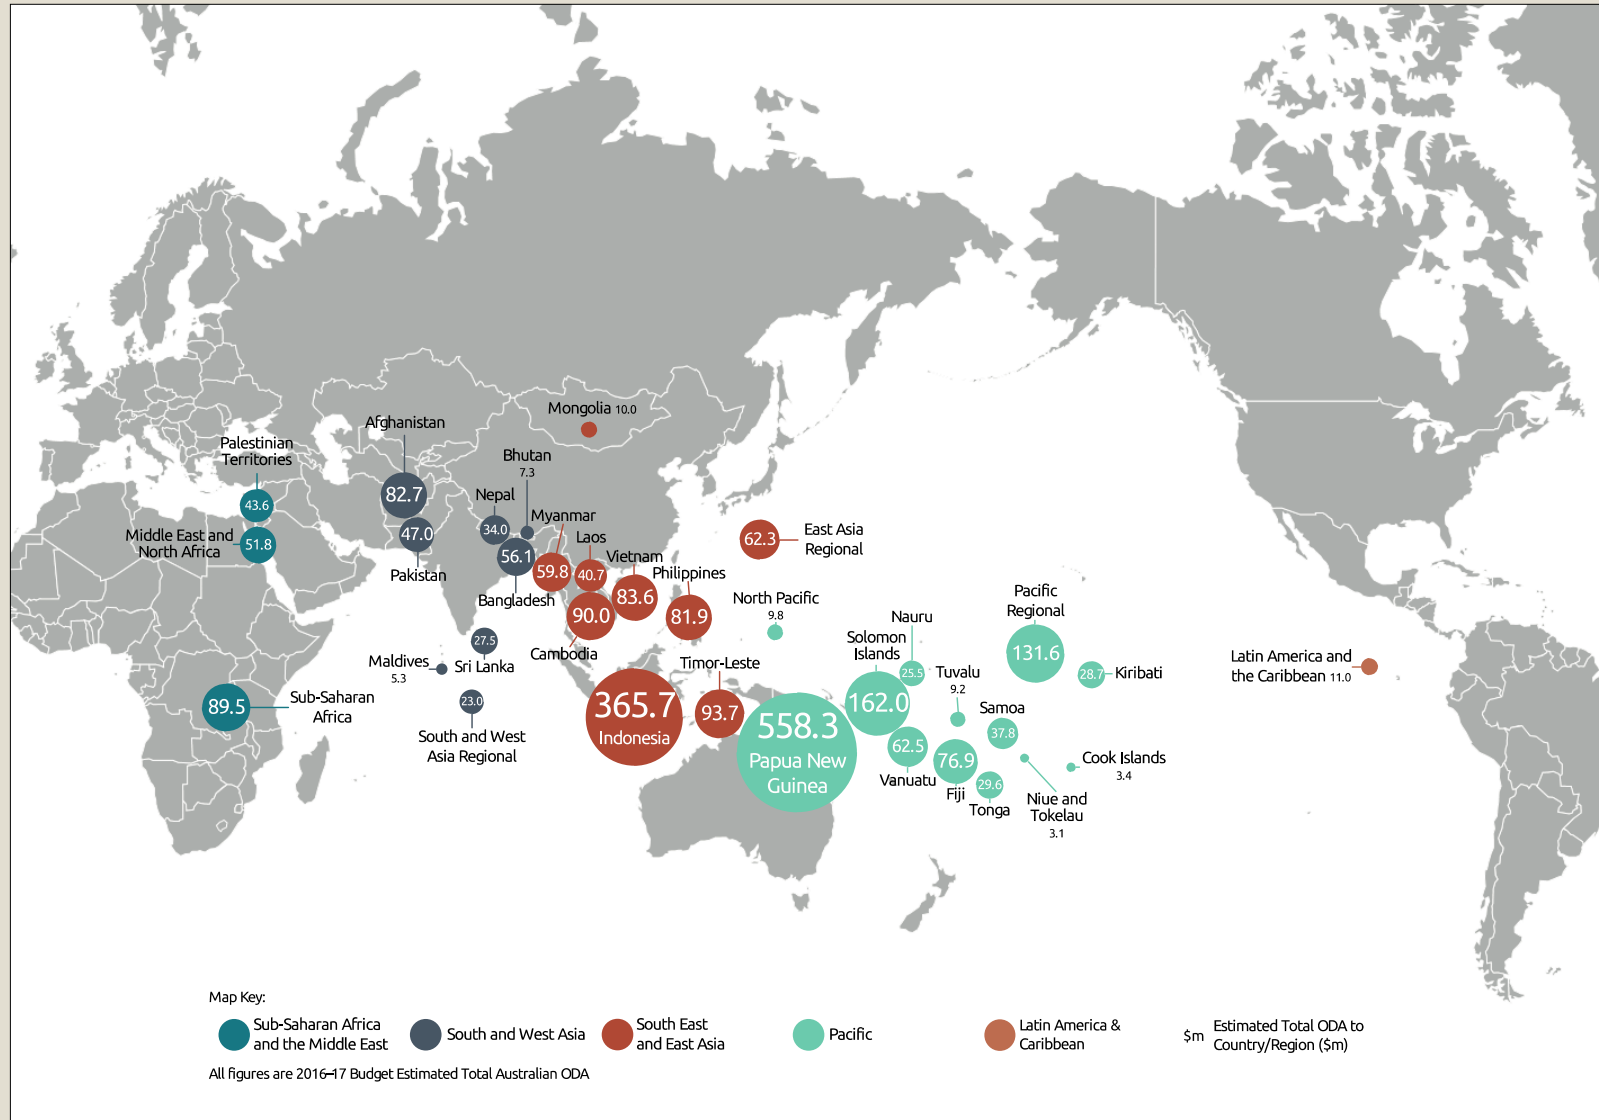 Mongolia 10.0
Afghanistan
Palestinian
Territories
Bhutan
7.3
82.7
Nepal
43.6
Myanmar
34.0
47.0
Middle East and
North Africa
51.8
Laos
East Asia
Regional
62.3
56.1
Vietnam
59.8
40.7
Philippines
Pakistan
Bangladesh
83.6
North Pacific
9.8
Pacific
Regional
90.0
81.9
Nauru
Solomon
Islands
27.5
Cambodia
131.6
Maldives
5.3
Sri Lanka
Timor-Leste
25.5
Tuvalu
9.2
28.7
Kiribati
Latin America and
the Caribbean 11.0
89.5
Sub-Saharan
Africa
23.0
365.7
Indonesia
93.7
162.0
Samoa
37.8
South and West
Asia Regional
558.3
Papua New
Guinea
62.5
Vanuatu
76.9
Fiji
29.6
Tonga
Cook Islands
3.4
Niue and
Tokelau
3.1
Map Key:
Sub-Saharan Africa
and the Middle East
South and West Asia
South East
and East Asia
Pacific
Latin America &
Caribbean
$m
Estimated Total ODA to
Country/Region ($m)
All figures are 2016–17 Budget Estimated Total Australian ODA